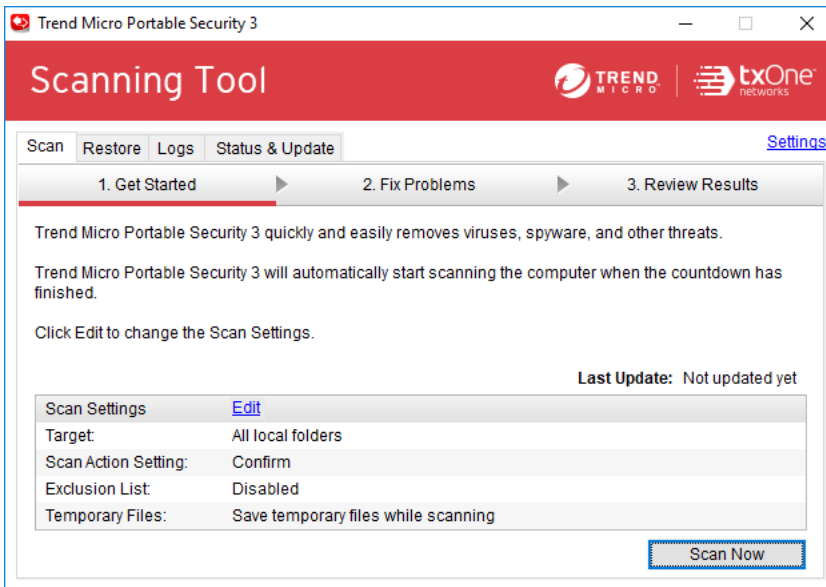 Trend Micro Portable Security 3
Scanning Tool
TREND MICRO
txOne networks
Scan Restore Logs Status & Update Settings
1. Get Started 2. Fix Problems 3. Review Results
Trend Micro Portable Security 3 quickly and easily removes viruses, spyware, and other threats.
Trend Micro Portable Security 3 will automatically start scanning the computer when the countdown has
finished.
Click Edit to change the Scan Settings.
Last Update: Not updated yet
Scan Settings Edit
Target: All local folders
Scan Action Setting: Confirm
Exclusion List: Disabled
Temporary Files: Save temporary files while scanning
Scan Now